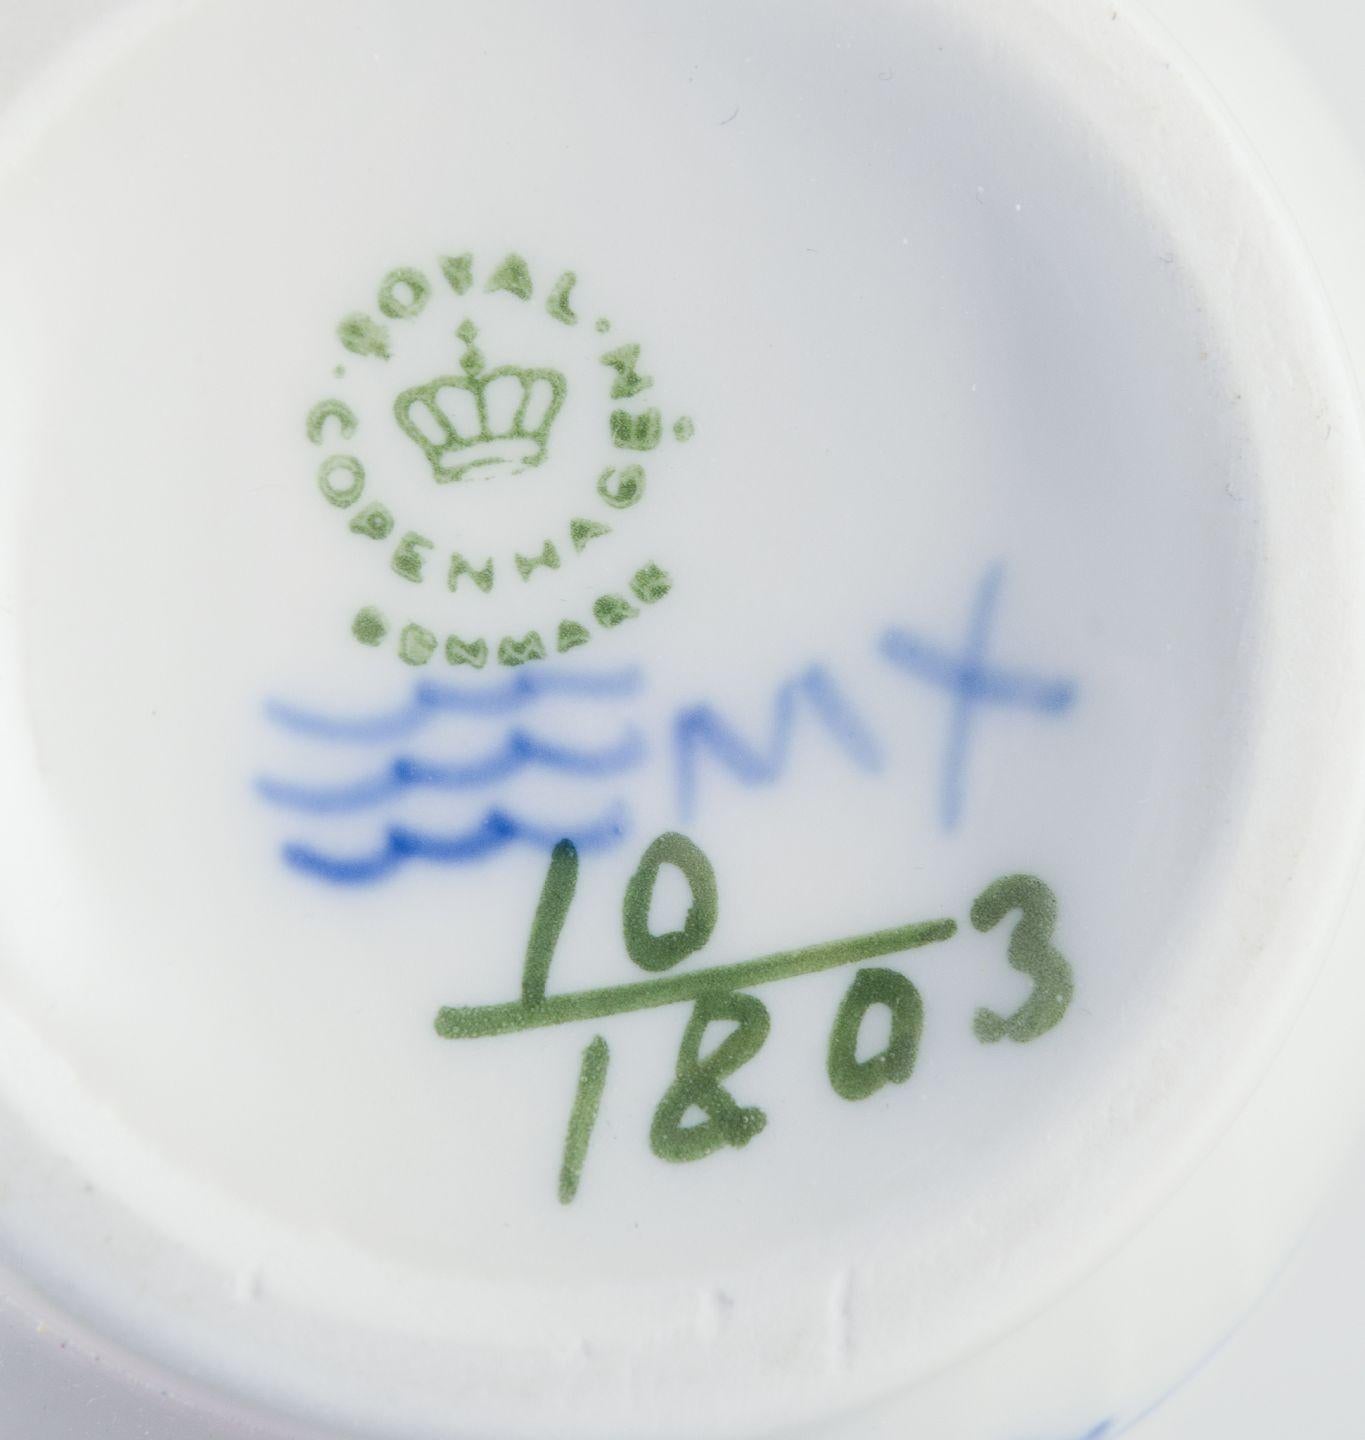 ROYAL
COPENHAGEN
DENMARK
MX
10
1803